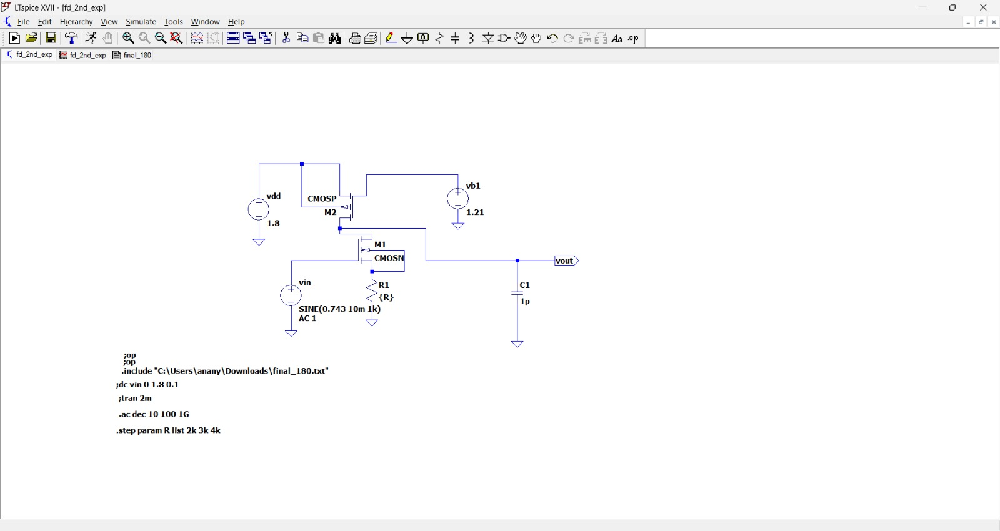 LTspice XVII - [fd_2nd_exp]
File Edit Hierarchy View Simulate Tools Window Help
fd_2nd_exp fd_2nd_exp final_180
vdd
1.8
CMOSP
M2
vb1
1.21
M1
CMOSN
vout
vin
SINE(0.743 10m 1k)
AC 1
R1
{R}
C1
1p
;op
;op
.include "C:\Users\anany\Downloads\final_180.txt"
;dc vin 0 1.8 0.1
;tran 2m
.ac dec 10 100 1G
.step param R list 2k 3k 4k